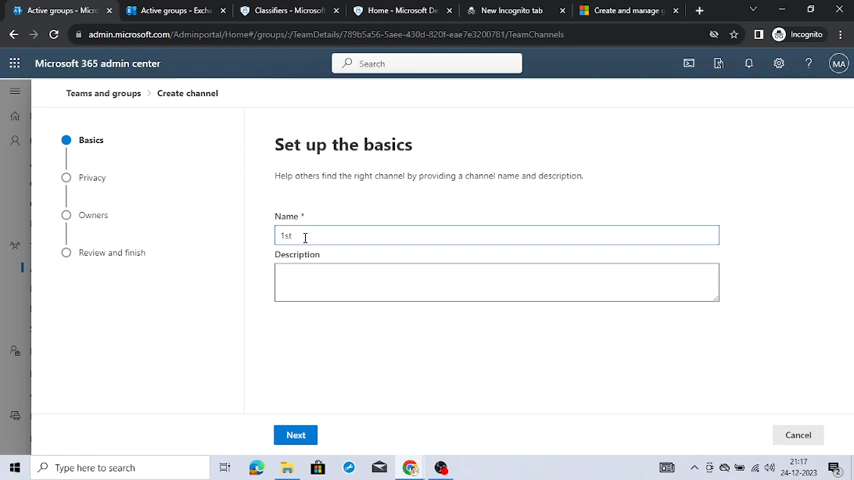 Active groups - Micros
Active groups - Exch
Classifiers - Microsoft
Home - Microsoft De
New Incognito tab
Create and manage g
admin.microsoft.com/Adminportal/Home#/groups/:/TeamDetails/789b5a56-5aee-430d-820f-eae7e3200781/TeamChannels
Incognito
Microsoft 365 admin center
Search
MA
Teams and groups > Create channel
Basics
Privacy
Owners
Review and finish
Set up the basics
Help others find the right channel by providing a channel name and description.
Name *
1st
Description
Next
Cancel
Type here to search
21:17
24-12-2023
2